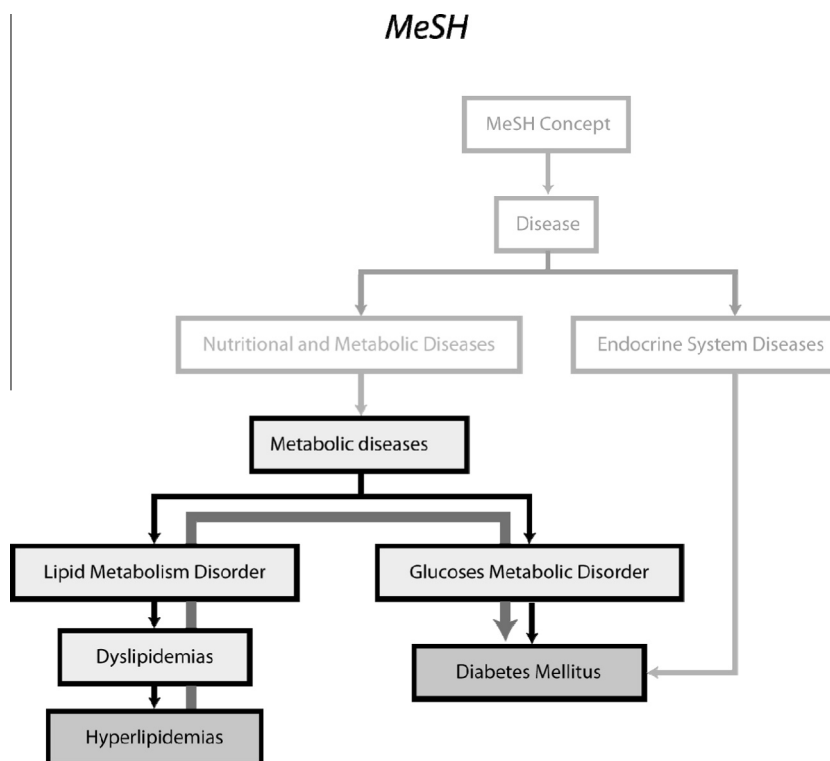 MeSH
MeSH Concept
Disease
Nutritional and Metabolic Diseases
Endocrine System Diseases
Metabolic diseases
Lipid Metabolism Disorder
Glucoses Metabolic Disorder
Dyslipidemias
Diabetes Mellitus
Hyperlipidemias